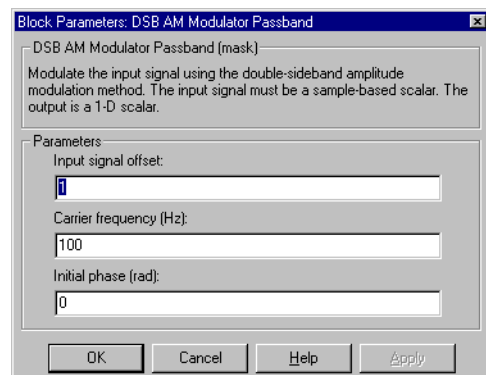 Block Parameters: DSB AM Modulator Passband
DSB AM Modulator Passband (mask)
Modulate the input signal using the double-sideband amplitude
modulation method. The input signal must be a sample-based scalar. The
output is a 1-D scalar.
Parameters
Input signal offset:
1
Carrier frequency (Hz):
100
Initial phase (rad):
0
OK Cancel Help Apply